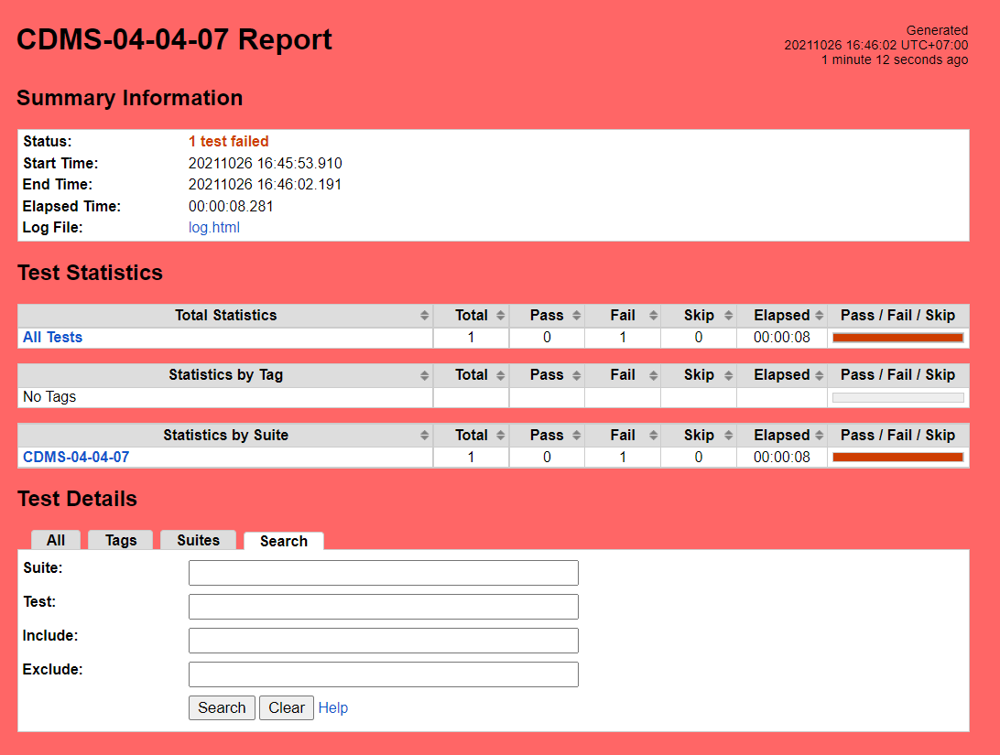 CDMS-04-04-07 Report
Generated
20211026 16:46:02 UTC+07:00
1 minute 12 seconds ago
Summary Information
Status: 1 test failed
Start Time: 20211026 16:45:53.910
End Time: 20211026 16:46:02.191
Elapsed Time: 00:00:08.281
Log File: log.html
Test Statistics
Total Statistics Total Pass Fail Skip Elapsed Pass / Fail / Skip
All Tests 1 0 1 0 00:00:08
Statistics by Tag Total Pass Fail Skip Elapsed Pass / Fail / Skip
No Tags
Statistics by Suite Total Pass Fail Skip Elapsed Pass / Fail / Skip
CDMS-04-04-07 1 0 1 0 00:00:08
Test Details
All Tags Suites Search
Suite:
Test:
Include:
Exclude:
Search Clear Help